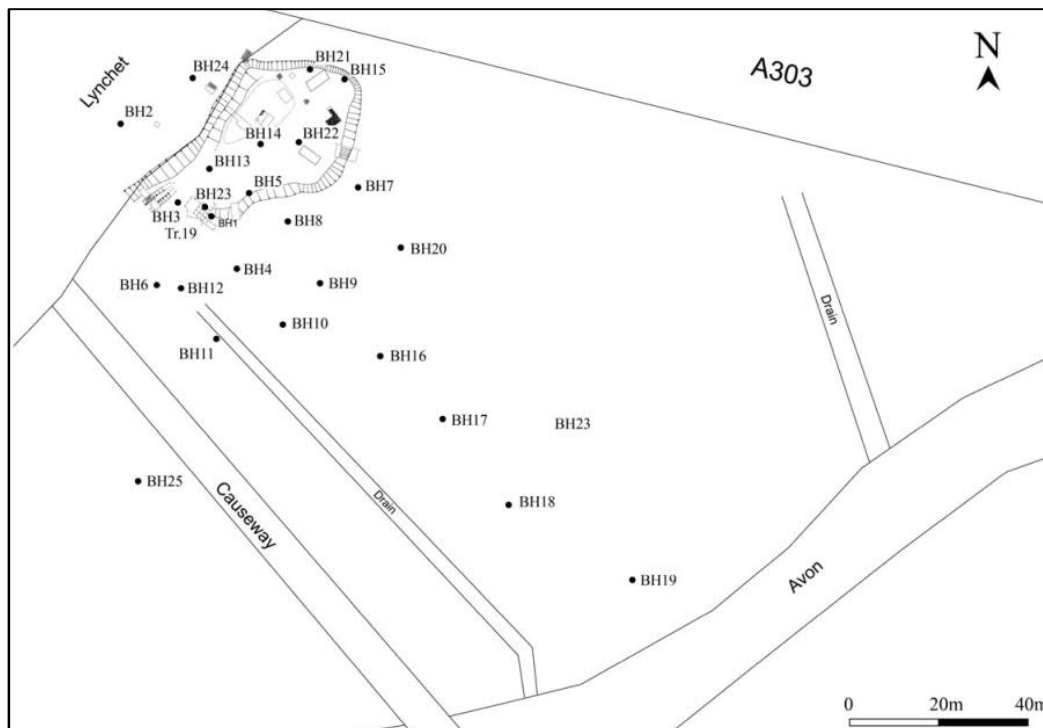 N
A303
Lynchet
BH24
BH21
BH15
BH2
BH14
BH22
BH13
BH5
BH7
BH23
BH3
BH1
BH8
Tr.19
BH20
BH4
BH6
BH12
BH9
BH10
Drain
BH11
BH16
BH17
BH23
BH25
Causeway
Drain
BH18
BH19
Avon
0 20m 40m